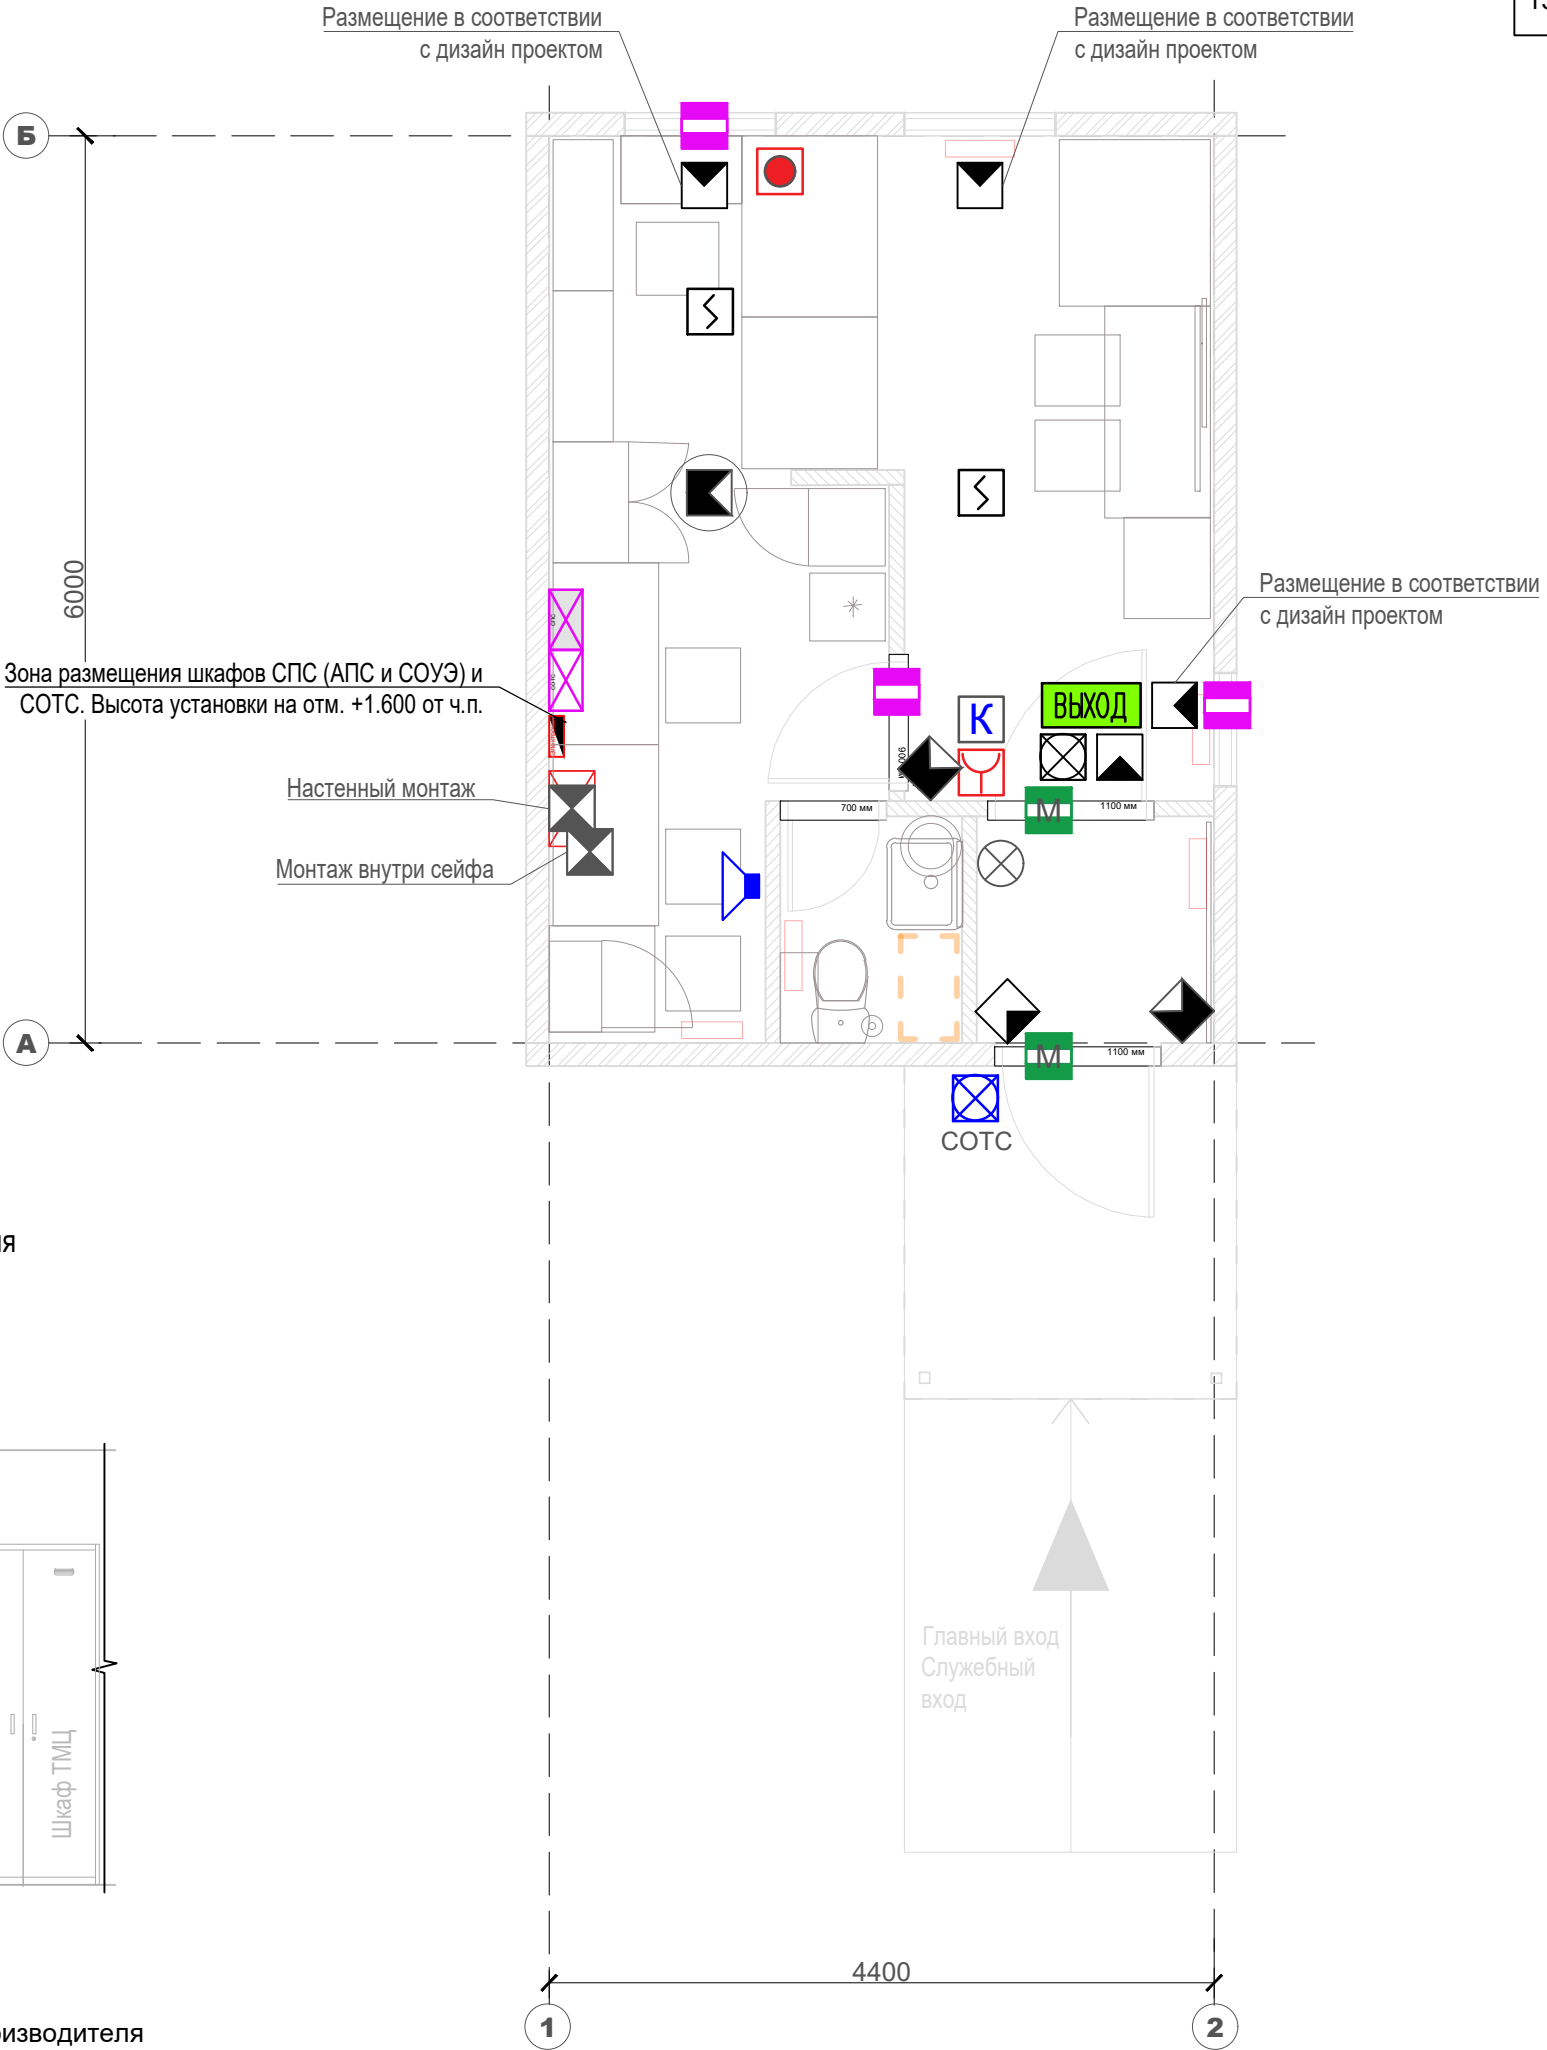 Размещение в соответствии
с дизайн проектом
Размещение в соответствии
с дизайн проектом
Б
6000
Размещение в соответствии
с дизайн проектом
СПС
СОТС
Зона размещения шкафов СПС (АПС и СОУЭ) и
СОТС. Высота установки на отм. +1.600 от ч.п.
К
ВЫХОД
Настенный монтаж
700 мм
М
1100 мм
Монтаж внутри сейфа
А
М
1100 мм
СОТС
Главный вход
Служебный
вход
Шкаф ТМЦ
4400
1
2